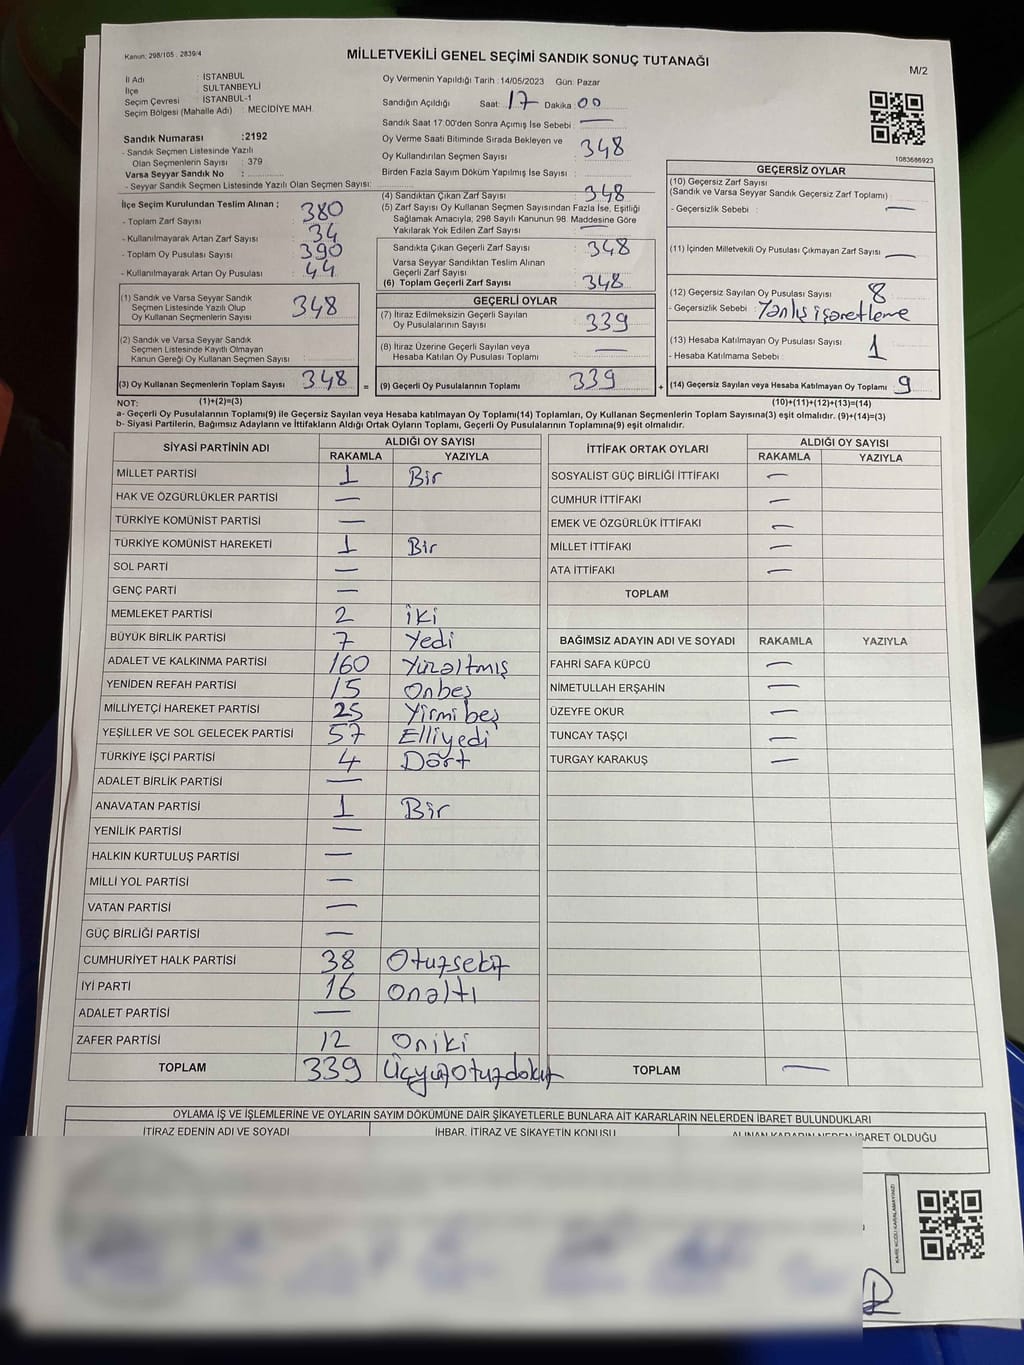 Kanun: 298/105 - 2839/4
MİLLETVEKİLİ GENEL SEÇİMİ SANDIK SONUÇ TUTANAĞI
M/2
İl Adı : İSTANBUL
İlçe : SULTANBEYLİ
Seçim Çevresi : İSTANBUL-1
Seçim Bölgesi (Mahalle Adı) : MECİDİYE MAH.
Sandık Numarası :2192
- Sandık Seçmen Listesinde Yazılı
Olan Seçmenlerin Sayısı : 379
Varsa Seyyar Sandık No :
- Seyyar Sandık Seçmen Listesinde Yazılı Olan Seçmen Sayısı:
Oy Vermenin Yapıldığı Tarih : 14/05/2023 Gün: Pazar
Sandığın Açıldığı Saat: 17 Dakika 00
Sandık Saat 17:00'den Sonra Açımış İse Sebebi : —
Oy Verme Saati Bitiminde Sırada Bekleyen ve
Oy Kullandırılan Seçmen Sayısı 348
Birden Fazla Sayım Döküm Yapılmış İse Sayısı :
1083686923
İlçe Seçim Kurulundan Teslim Alınan ;
- Toplam Zarf Sayısı 380
- Kullanılmayarak Artan Zarf Sayısı 34
- Toplam Oy Pusulası Sayısı 390
- Kullanılmayarak Artan Oy Pusulası 44
(4) Sandıktan Çıkan Zarf Sayısı 348
(5) Zarf Sayısı Oy Kullanan Seçmen Sayısından Fazla İse, Eşitliği
Sağlamak Amacıyla; 298 Sayılı Kanunun 98. Maddesine Göre
Yakılarak Yok Edilen Zarf Sayısı —
Sandıkta Çıkan Geçerli Zarf Sayısı 348
Varsa Seyyar Sandıktan Teslim Alınan
Geçerli Zarf Sayısı
(6) Toplam Geçerli Zarf Sayısı 348
GEÇERSİZ OYLAR
(10) Geçersiz Zarf Sayısı
(Sandık ve Varsa Seyyar Sandık Geçersiz Zarf Toplamı)
- Geçersizlik Sebebi : —
(11) İçinden Milletvekili Oy Pusulası Çıkmayan Zarf Sayısı —
(12) Geçersiz Sayılan Oy Pusulası Sayısı 8
- Geçersizlik Sebebi : Yanlış işaretleme
(13) Hesaba Katılmayan Oy Pusulası Sayısı 1
- Hesaba Katılmama Sebebi :
(1) Sandık ve Varsa Seyyar Sandık
Seçmen Listesinde Yazılı Olup
Oy Kullanan Seçmenlerin Sayısı 348
(2) Sandık ve Varsa Seyyar Sandık
Seçmen Listesinde Kayıtlı Olmayan
Kanun Gereği Oy Kullanan Seçmen Sayısı
GEÇERLİ OYLAR
(7) İtiraz Edilmeksizin Geçerli Sayılan
Oy Pusulalarının Sayısı 339
(8) İtiraz Üzerine Geçerli Sayılan veya
Hesaba Katılan Oy Pusulası Toplamı —
(3) Oy Kullanan Seçmenlerin Toplam Sayısı 348 = (9) Geçerli Oy Pusulalarının Toplamı 339 + (14) Geçersiz Sayılan veya Hesaba Katılmayan Oy Toplamı 9
NOT: (1)+(2)=(3) (10)+(11)+(12)+(13)=(14)
a- Geçerli Oy Pusulalarının Toplamı(9) ile Geçersiz Sayılan veya Hesaba katılmayan Oy Toplamı(14) Toplamları, Oy Kullanan Seçmenlerin Toplam Sayısına(3) eşit olmalıdır. (9)+(14)=(3)
b- Siyasi Partilerin, Bağımsız Adayların ve İttifakların Aldığı Ortak Oyların Toplamı, Geçerli Oy Pusulalarının Toplamına(9) eşit olmalıdır.
SİYASİ PARTİNİN ADI ALDIĞI OY SAYISI
RAKAMLA YAZIYLA
MİLLET PARTİSİ 1 Bir
HAK VE ÖZGÜRLÜKLER PARTİSİ —
TÜRKİYE KOMÜNİST PARTİSİ —
TÜRKİYE KOMÜNİST HAREKETİ 1 Bir
SOL PARTİ —
GENÇ PARTİ —
MEMLEKET PARTİSİ 2 iki
BÜYÜK BİRLİK PARTİSİ 7 Yedi
ADALET VE KALKINMA PARTİSİ 160 Yüzaltmış
YENİDEN REFAH PARTİSİ 15 Onbeş
MİLLİYETÇİ HAREKET PARTİSİ 25 Yirmi beş
YEŞİLLER VE SOL GELECEK PARTİSİ 57 Elliyedi
TÜRKİYE İŞÇİ PARTİSİ 4 Dört
ADALET BİRLİK PARTİSİ —
ANAVATAN PARTİSİ 1 Bir
YENİLİK PARTİSİ —
HALKIN KURTULUŞ PARTİSİ —
MİLLİ YOL PARTİSİ —
VATAN PARTİSİ —
GÜÇ BİRLİĞİ PARTİSİ —
CUMHURİYET HALK PARTİSİ 38 Otuzsekiz
İYİ PARTİ 16 Onaltı
ADALET PARTİSİ —
ZAFER PARTİSİ 12 Oniki
TOPLAM 339 ÜçyüzOtuzdokuz
İTTİFAK ORTAK OYLARI ALDIĞI OY SAYISI
RAKAMLA YAZIYLA
SOSYALİST GÜÇ BİRLİĞİ İTTİFAKI —
CUMHUR İTTİFAKI —
EMEK VE ÖZGÜRLÜK İTTİFAKI —
MİLLET İTTİFAKI —
ATA İTTİFAKI —
TOPLAM
BAĞIMSIZ ADAYIN ADI VE SOYADI RAKAMLA YAZIYLA
FAHRİ SAFA KÜPCÜ —
NİMETULLAH ERŞAHİN —
ÜZEYFE OKUR —
TUNCAY TAŞÇI —
TURGAY KARAKUŞ —
TOPLAM —
OYLAMA İŞ VE İŞLEMLERİNE VE OYLARIN SAYIM DÖKÜMÜNE DAİR ŞİKAYETLERLE BUNLARA AİT KARARLARIN NELERDEN İBARET BULUNDUKLARI
İTİRAZ EDENİN ADI VE SOYADI İHBAR, İTİRAZ VE ŞİKAYETİN KONUSU ALINAN KARARIN NEDEN İBARET OLDUĞU